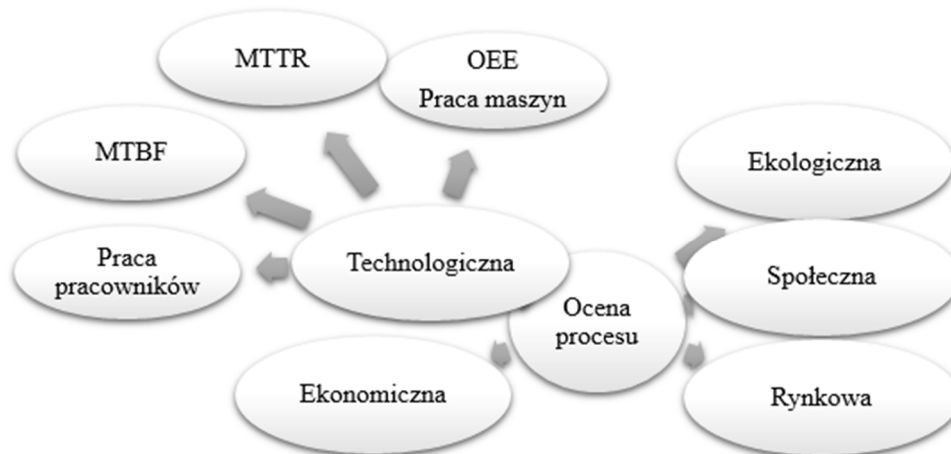 MTTR
OEE
Praca maszyn
MTBF
Ekologiczna
Praca
pracowników
Technologiczna
Społeczna
Ocena
procesu
Ekonomiczna
Rynkowa